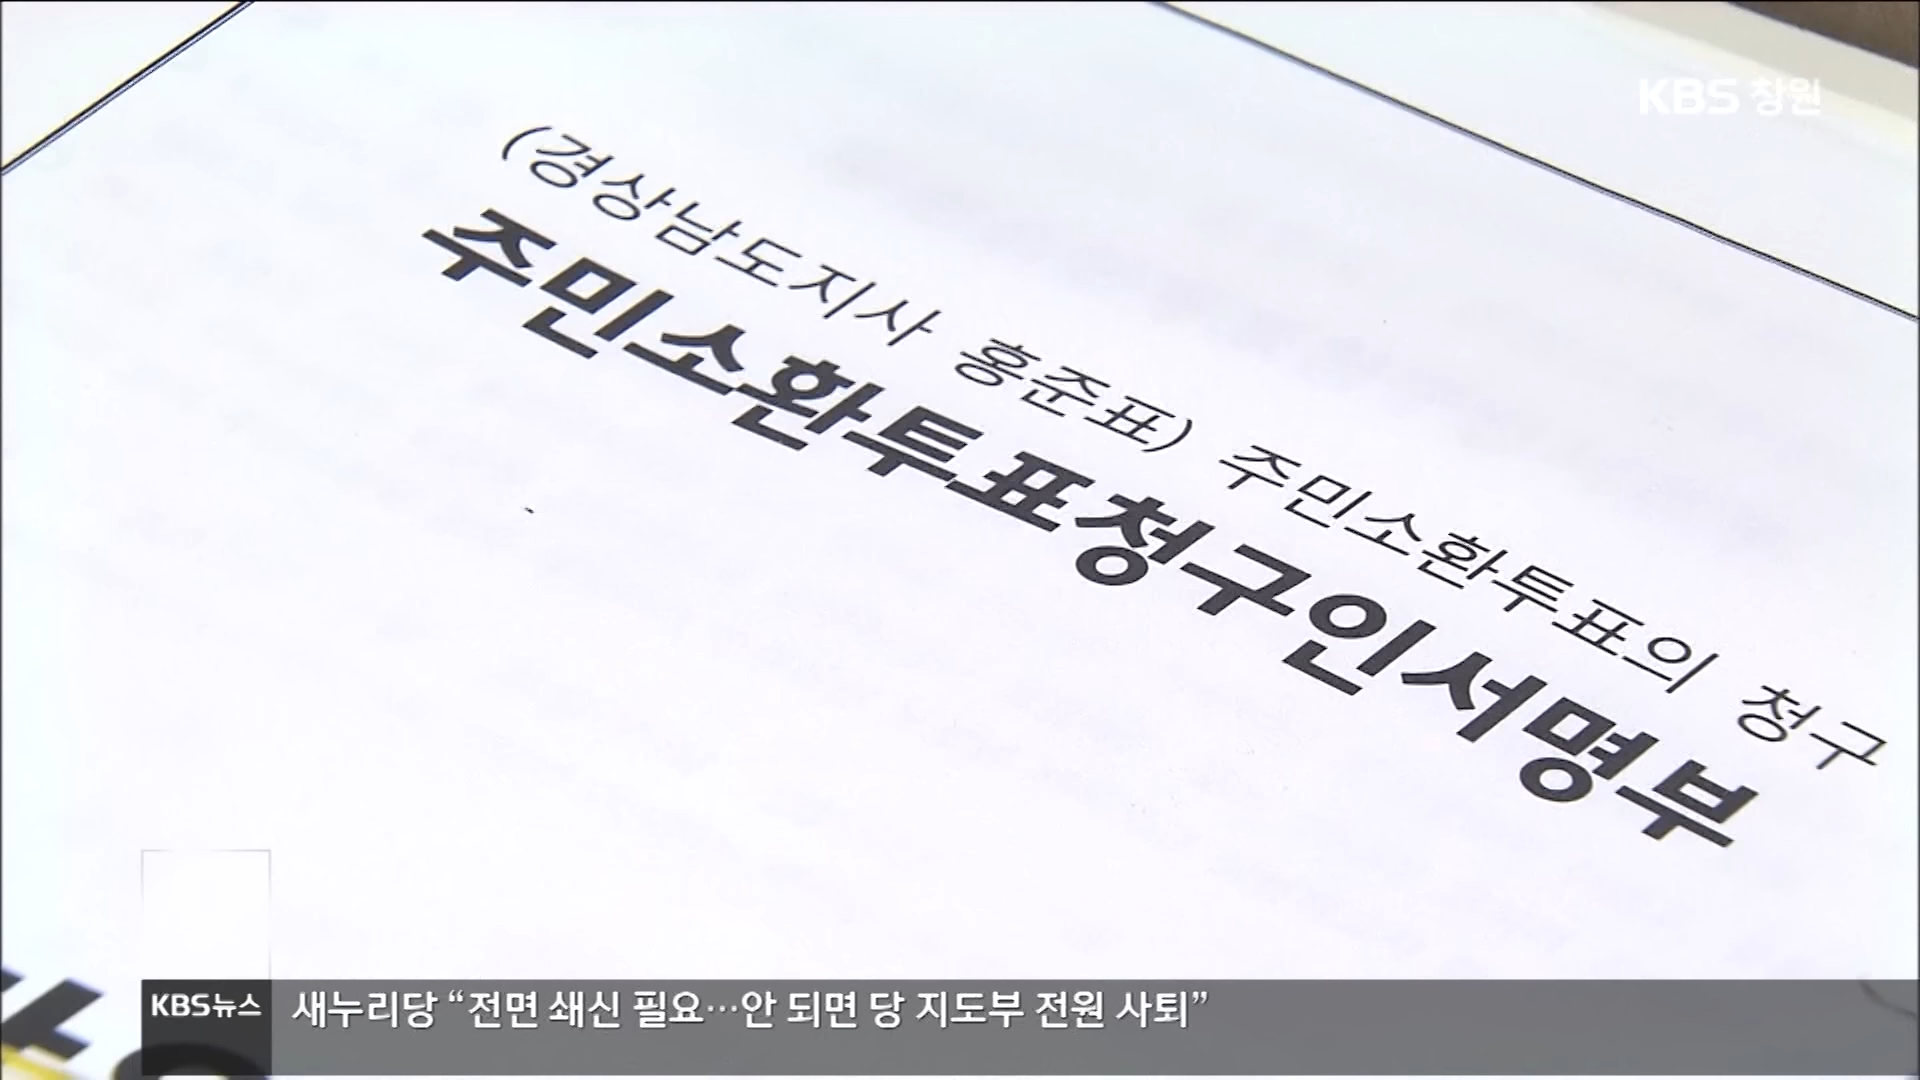 KBS 창원
(경상남도지사 홍준표) 주민소환투표의 청구
주민소환투표청구인서명부
KBS뉴스 새누리당 “전면 쇄신 필요…안 되면 당 지도부 전원 사퇴”